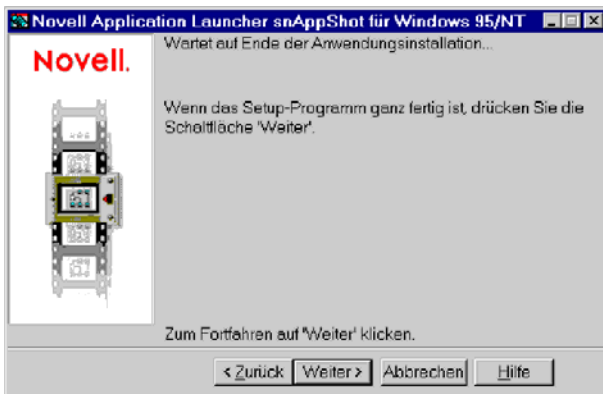 Novell Application Launcher snAppShot für Windows 95/NT
Novell.
Wartet auf Ende der Anwendungsinstallation...
Wenn das Setup-Programm ganz fertig ist, drücken Sie die
Schaltfläche 'Weiter'.
Zum Fortfahren auf 'Weiter' klicken.
< Zurück Weiter > Abbrechen Hilfe